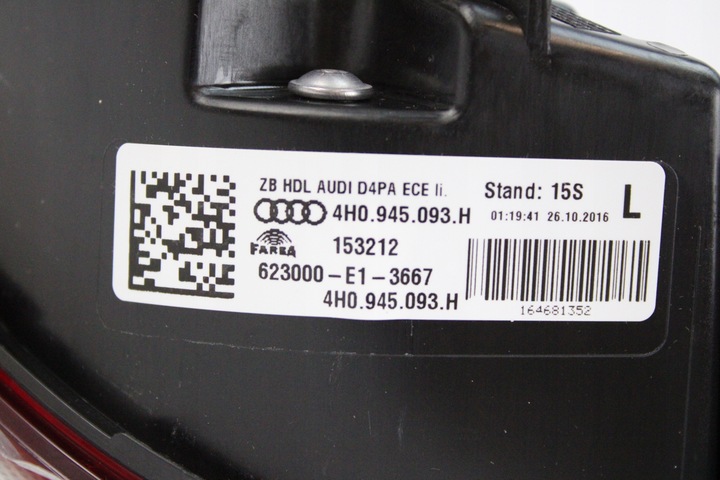 ZB HDL AUDI D4PA ECE li.
4H0.945.093.H
FAREA 153212
623000-E1-3667
4H0.945.093.H
Stand: 15S
01:19:41 26.10.2016
L
164681352